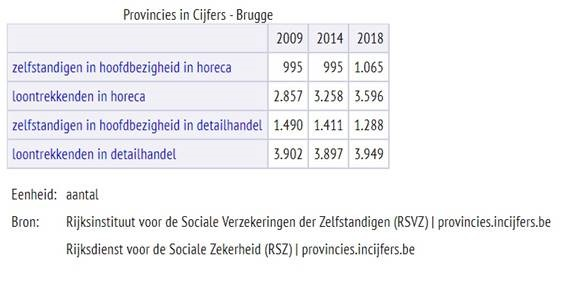 Provincies in Cijfers - Brugge
2009 2014 2018
zelfstandigen in hoofdbezigheid in horeca 995 995 1.065
loontrekkenden in horeca 2.857 3.258 3.596
zelfstandigen in hoofdbezigheid in detailhandel 1.490 1.411 1.288
loontrekkenden in detailhandel 3.902 3.897 3.949
Eenheid: aantal
Bron: Rijksinstituut voor de Sociale Verzekeringen der Zelfstandigen (RSVZ) | provincies.incijfers.be
Rijksdienst voor de Sociale Zekerheid (RSZ) | provincies.incijfers.be